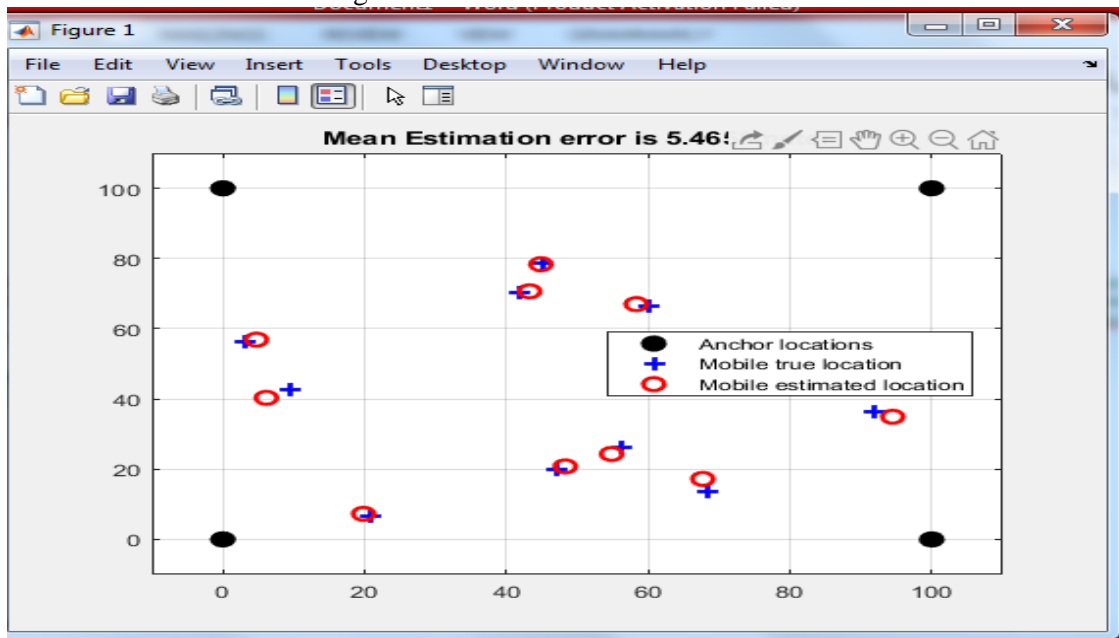 Figure 1
File Edit View Insert Tools Desktop Window Help
Mean Estimation error is 5.46
100
80
60
40
20
0
Anchor locations
Mobile true location
Mobile estimated location
0 20 40 60 80 100